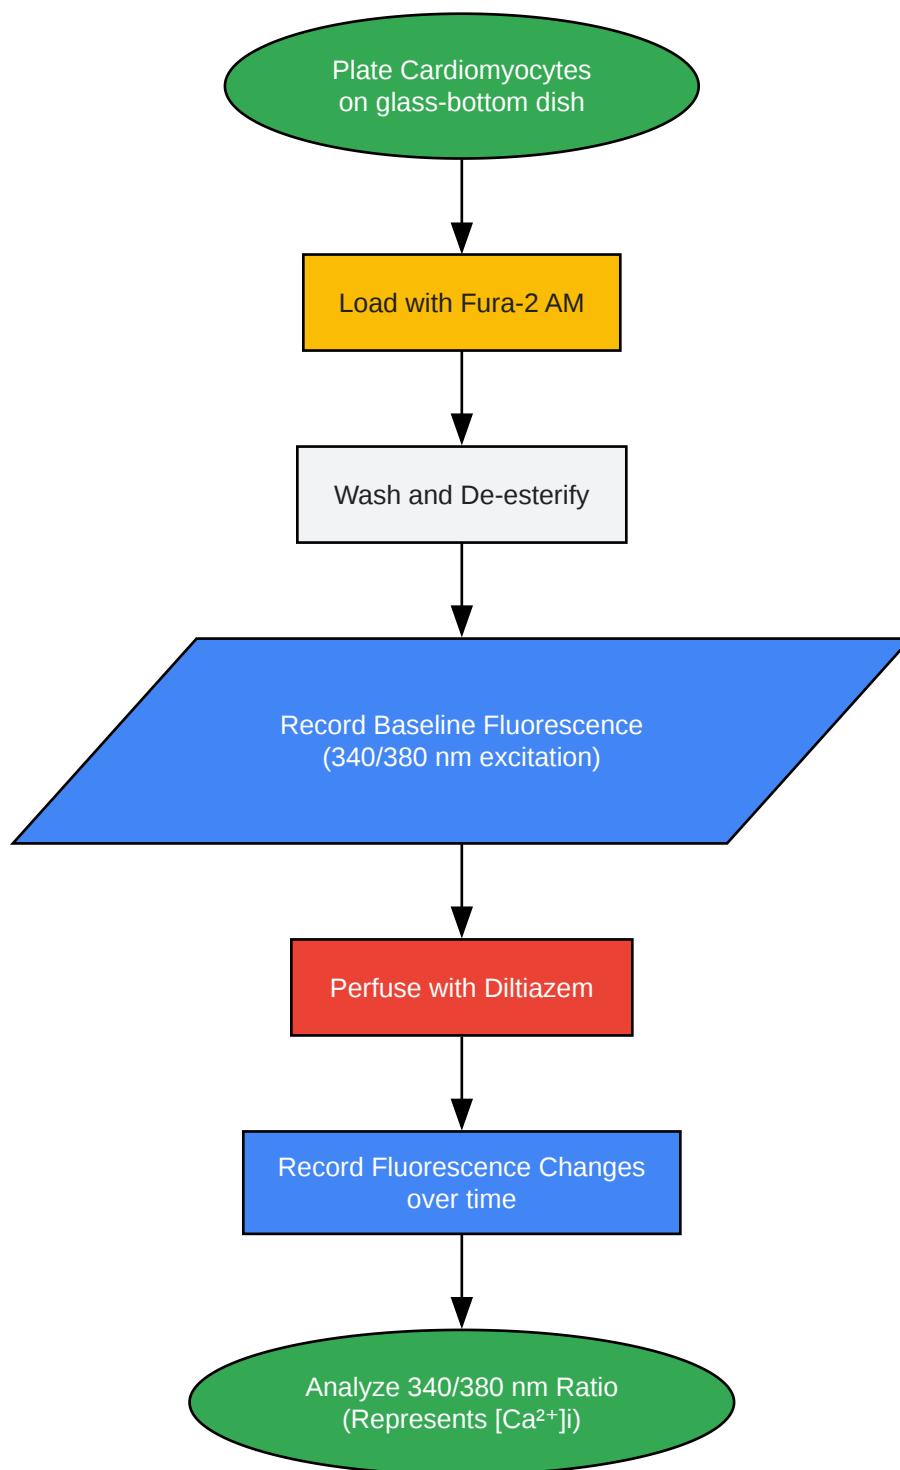 Plate Cardiomyocytes
on glass-bottom dish
Load with Fura-2 AM
Wash and De-esterify
Record Baseline Fluorescence
(340/380 nm excitation)
Perfuse with Diltiazem
Record Fluorescence Changes
over time
Analyze 340/380 nm Ratio
(Represents [Ca²⁺]i)